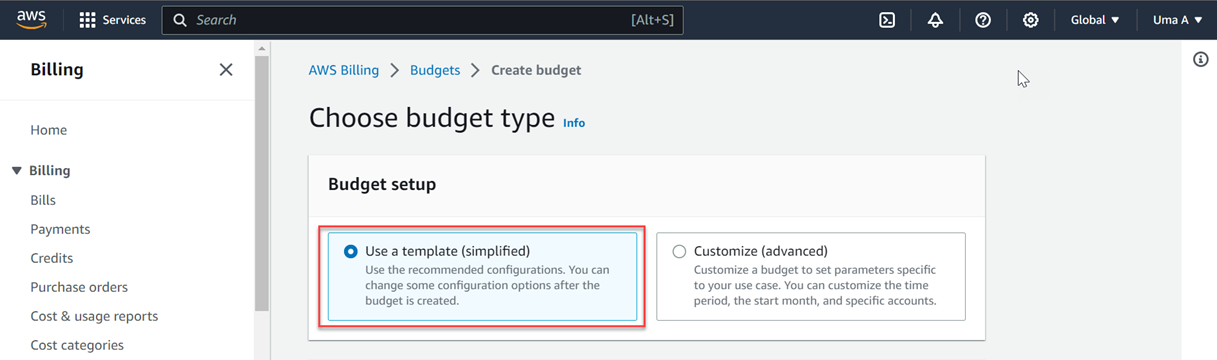 aws
Services
Search
[Alt+S]
Global
Uma A
Billing
Home
Billing
Bills
Payments
Credits
Purchase orders
Cost & usage reports
Cost categories
AWS Billing
Budgets
Create budget
Choose budget type Info
Budget setup
Use a template (simplified)
Use the recommended configurations. You can
change some configuration options after the
budget is created.
Customize (advanced)
Customize a budget to set parameters specific
to your use case. You can customize the time
period, the start month, and specific accounts.